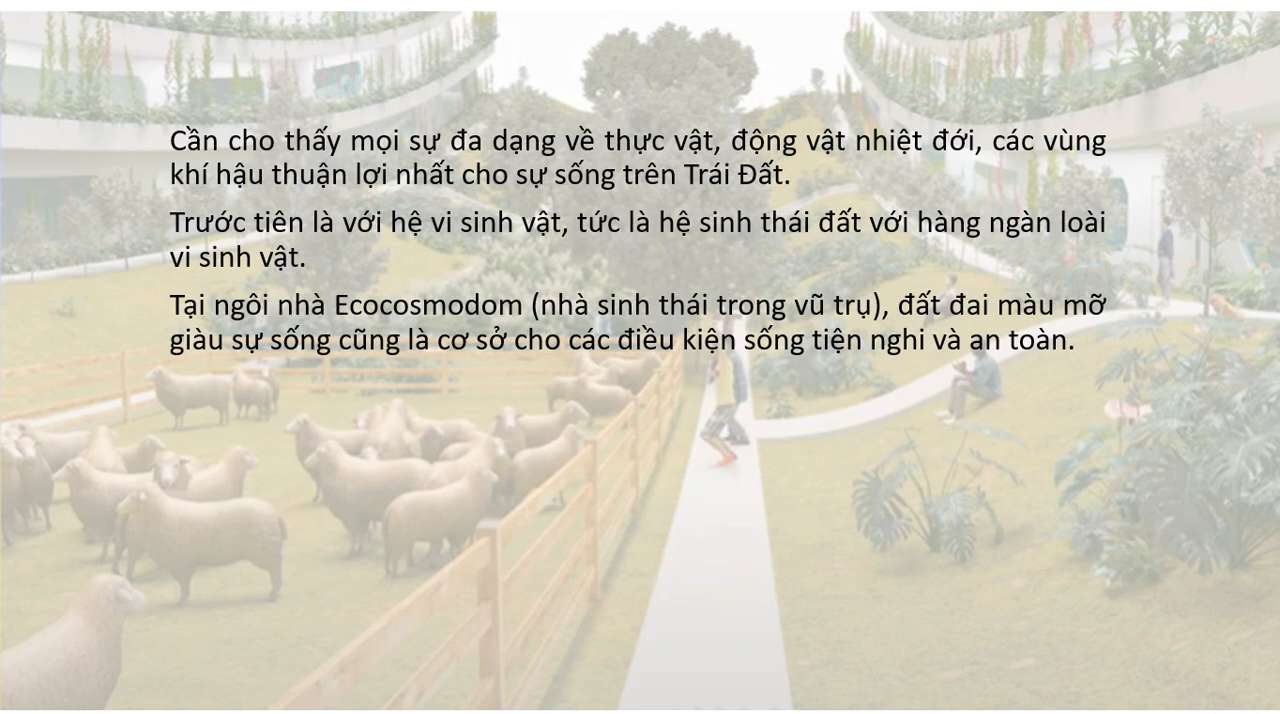 Cần cho thấy mọi sự đa dạng về thực vật, động vật nhiệt đới, các vùng
khí hậu thuận lợi nhất cho sự sống trên Trái Đất.
Trước tiên là với hệ vi sinh vật, tức là hệ sinh thái đất với hàng ngàn loài
vi sinh vật.
Tại ngôi nhà Ecocosmodom (nhà sinh thái trong vũ trụ), đất đai màu mỡ
giàu sự sống cũng là cơ sở cho các điều kiện sống tiện nghi và an toàn.